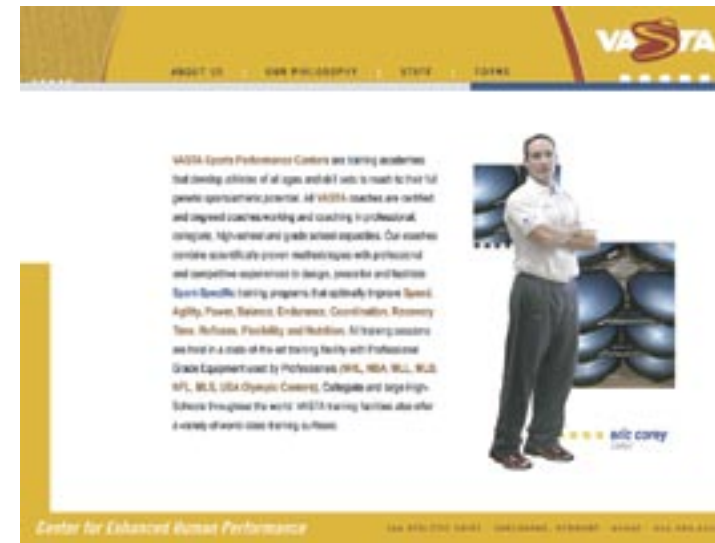 VASTA
ABOUT US | OUR PHILOSOPHY | STAFF | FORMS
VASTA Sports Performance Centers are training academies
that develop athletes of all ages and skill sets to reach to their full
genetic sports/athletic potential. All VASTA coaches are certified
and degreed coaches working and coaching in professional,
collegiate, high-school and grade school capacities. Our coaches
combine scientifically proven methodologies with professional
and competitive experiences to design, prescribe and facilitate
Sport-Specific training programs that optimally improve Speed,
Agility, Power, Balance, Endurance, Coordination, Recovery
Time, Reflexes, Flexibility and Nutrition. All training sessions
are held in a state-of-the-art training facility with Professional
Grade Equipment used by Professionals (NHL, NBA, MLL, MLB,
NFL, MLS, USA Olympic Centers), Collegiate and large High-
Schools throughout the world. VASTA training facilities also offer
a variety of world class training surfaces.
eric corey
Center for Enhanced Human Performance